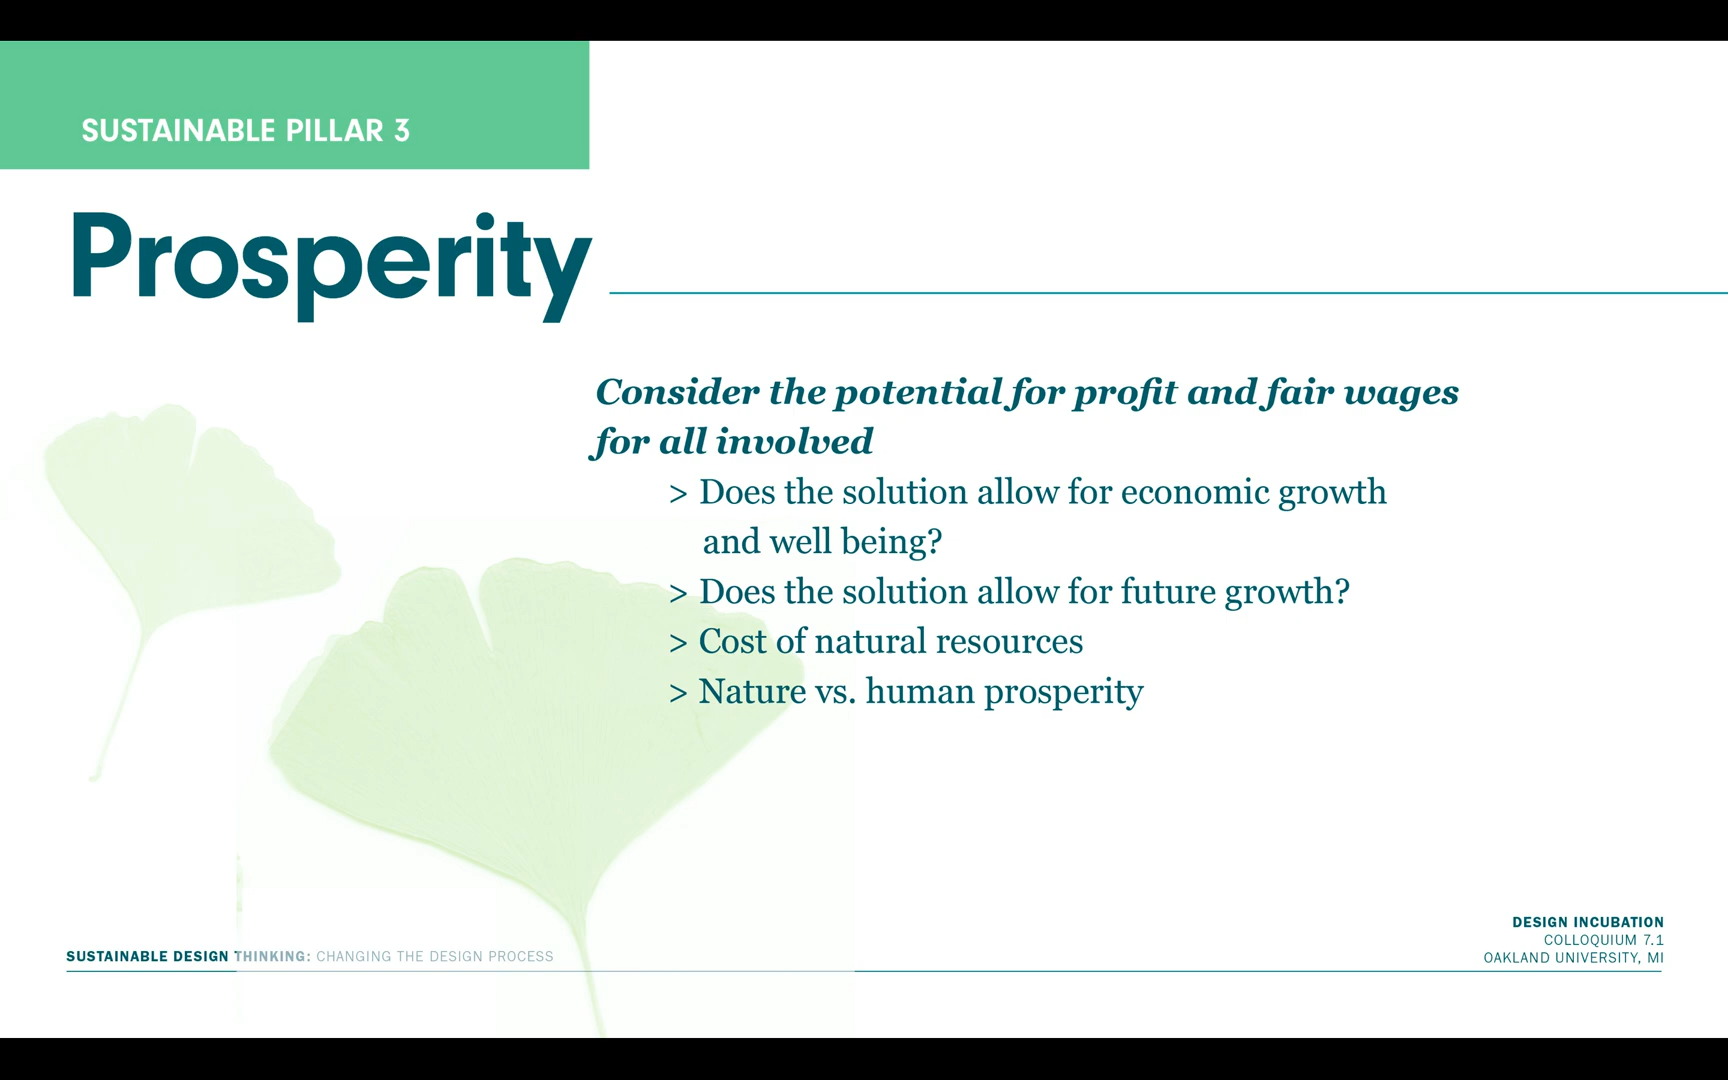 SUSTAINABLE PILLAR 3
Prosperity
Consider the potential for profit and fair wages
for all involved
> Does the solution allow for economic growth
and well being?
> Does the solution allow for future growth?
> Cost of natural resources
> Nature vs. human prosperity
SUSTAINABLE DESIGN THINKING: CHANGING THE DESIGN PROCESS
DESIGN INCUBATION
COLLOQUIUM 7.1
OAKLAND UNIVERSITY, MI